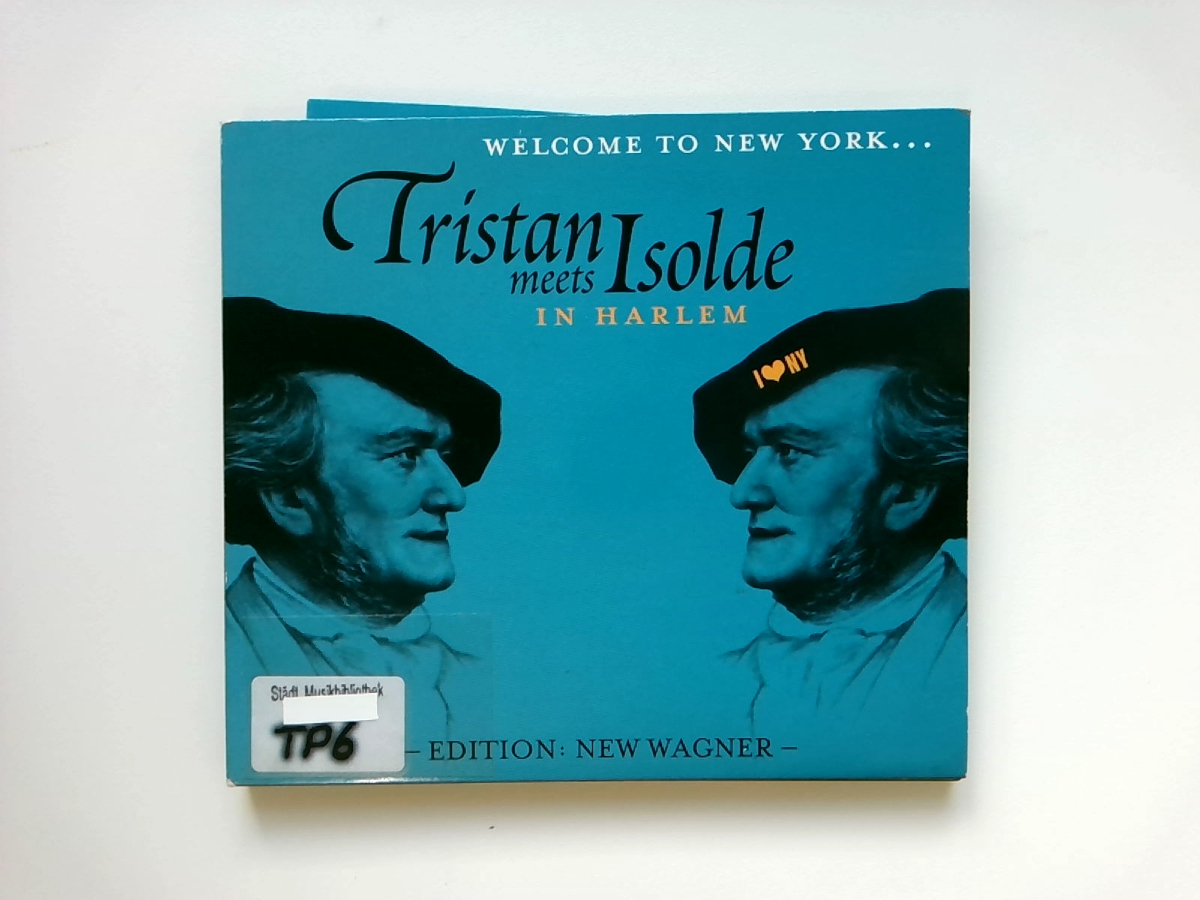 WELCOME TO NEW YORK...
Tristan
meets Isolde
IN HARLEM
I ♥ NY
Städt. Musikbibliothek
TP6
– EDITION: NEW WAGNER –